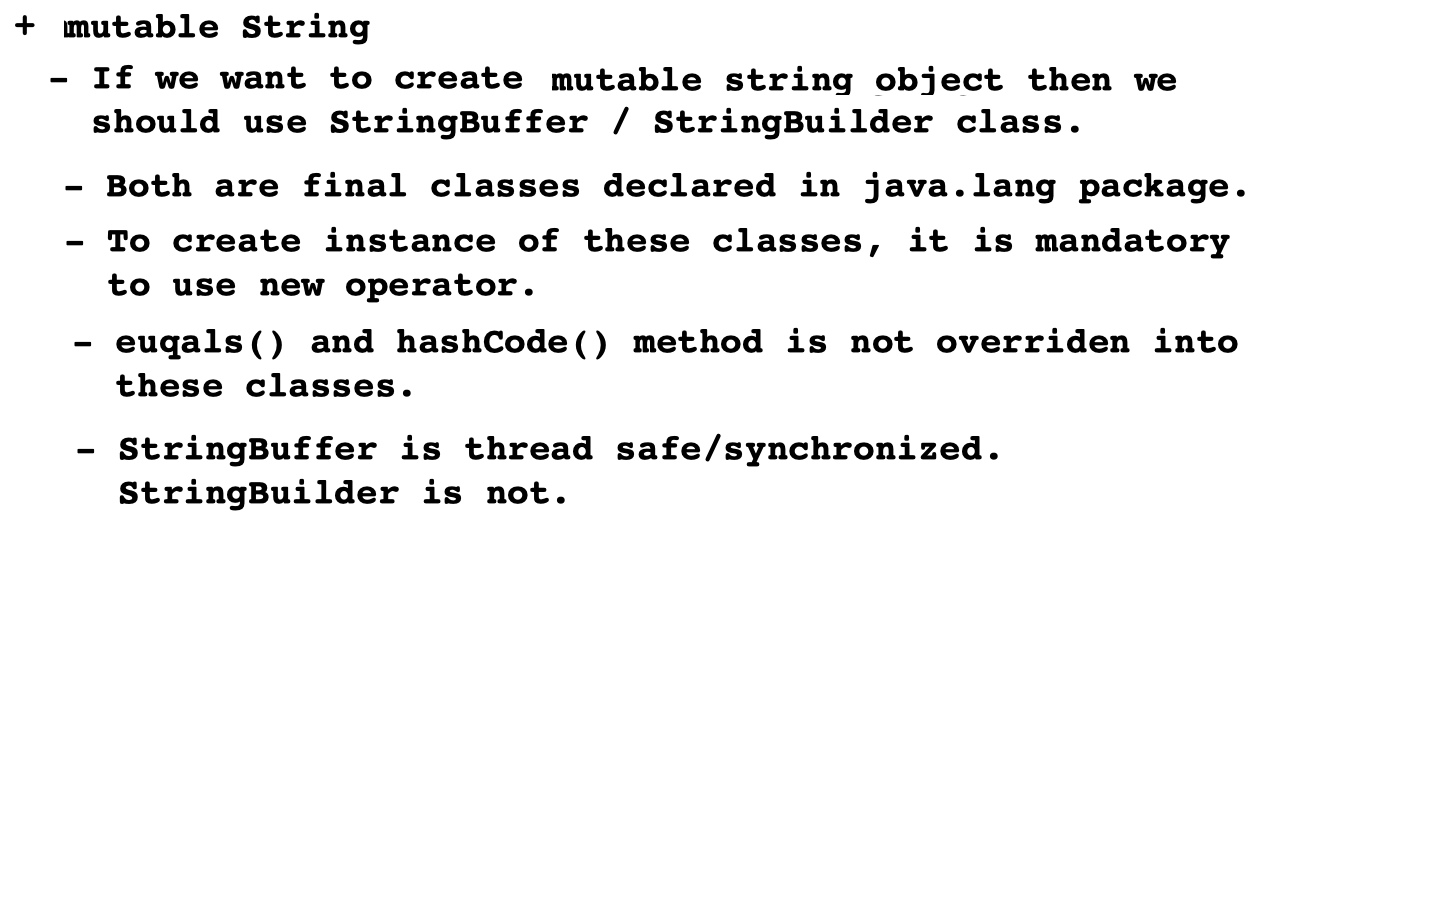 + mutable String
- If we want to create mutable string object then we
should use StringBuffer / StringBuilder class.
- Both are final classes declared in java.lang package.
- To create instance of these classes, it is mandatory
to use new operator.
- euqals() and hashCode() method is not overriden into
these classes.
- StringBuffer is thread safe/synchronized.
StringBuilder is not.